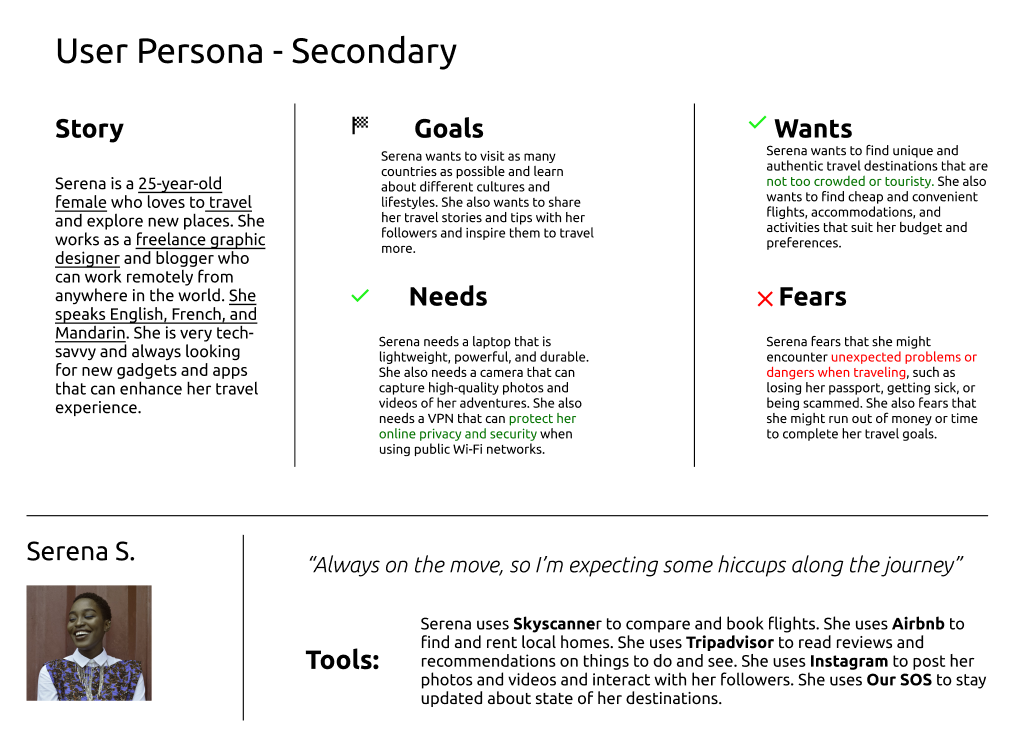 User Persona - Secondary
Story
Serena is a 25-year-old
female who loves to travel
and explore new places. She
works as a freelance graphic
designer and blogger who
can work remotely from
anywhere in the world. She
speaks English, French, and
Mandarin. She is very tech-
savvy and always looking
for new gadgets and apps
that can enhance her travel
experience.
Goals
Serena wants to visit as many
countries as possible and learn
about different cultures and
lifestyles. She also wants to share
her travel stories and tips with her
followers and inspire them to travel
more.
Needs
Serena needs a laptop that is
lightweight, powerful, and durable.
She also needs a camera that can
capture high-quality photos and
videos of her adventures. She also
needs a VPN that can protect her
online privacy and security when
using public Wi-Fi networks.
Wants
Serena wants to find unique and
authentic travel destinations that are
not too crowded or touristy. She also
wants to find cheap and convenient
flights, accommodations, and
activities that suit her budget and
preferences.
Fears
Serena fears that she might
encounter unexpected problems or
dangers when traveling, such as
losing her passport, getting sick, or
being scammed. She also fears that
she might run out of money or time
to complete her travel goals.
Serena S.
“Always on the move, so I’m expecting some hiccups along the journey”
Tools:
Serena uses Skyscanner to compare and book flights. She uses Airbnb to
find and rent local homes. She uses Tripadvisor to read reviews and
recommendations on things to do and see. She uses Instagram to post her
photos and videos and interact with her followers. She uses Our SOS to stay
updated about state of her destinations.